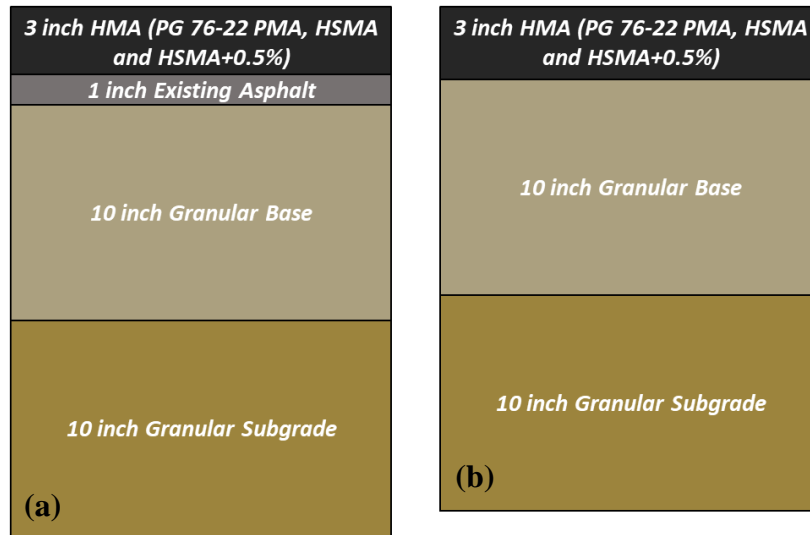 3 inch HMA (PG 76-22 PMA, HSMA
and HSMA+0.5%)
1 inch Existing Asphalt
10 inch Granular Base
10 inch Granular Subgrade
(a)
3 inch HMA (PG 76-22 PMA, HSMA
and HSMA+0.5%)
10 inch Granular Base
10 inch Granular Subgrade
(b)